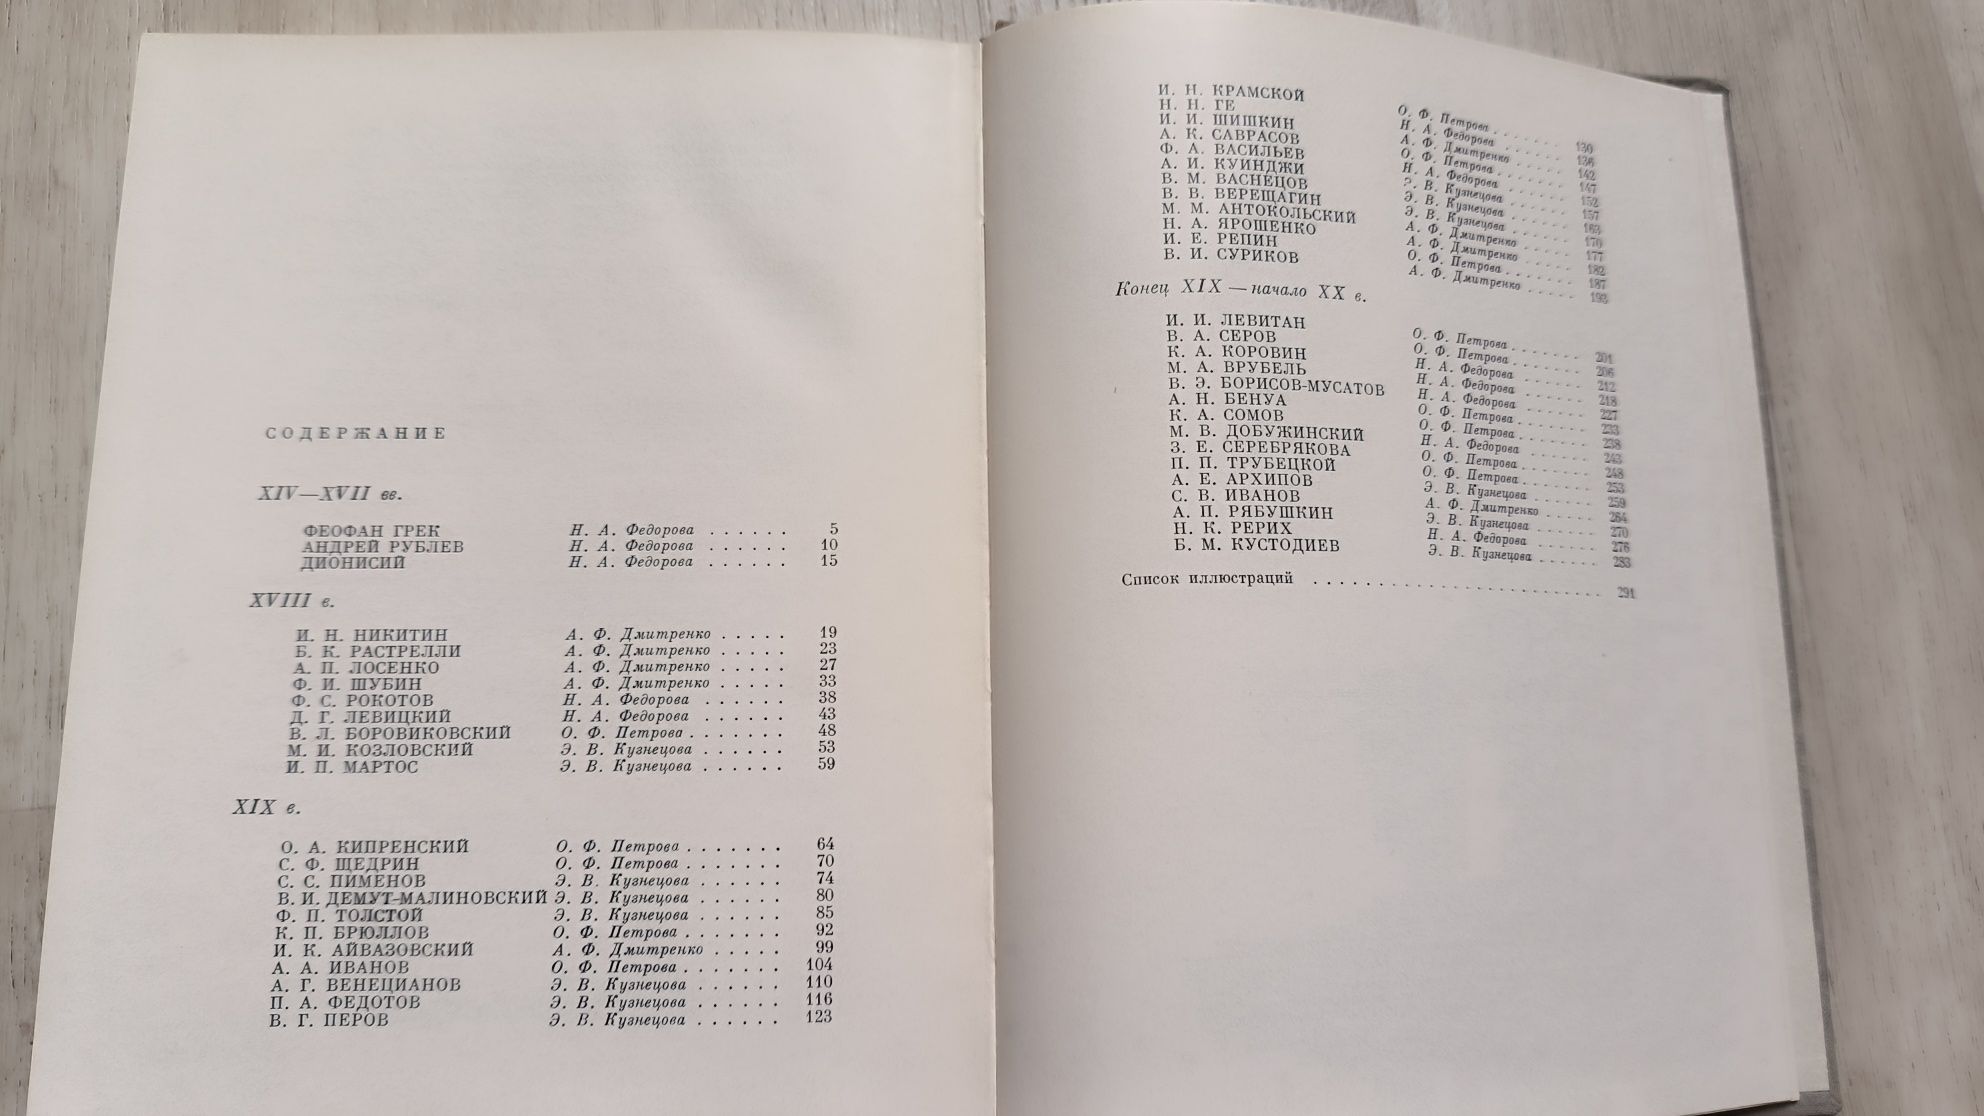 СОДЕРЖАНИЕ
XIV—XVII вв.
ФЕОФАН ГРЕК Н. А. Федорова . . . . . . 5
АНДРЕЙ РУБЛЕВ Н. А. Федорова . . . . . . 10
ДИОНИСИЙ Н. А. Федорова . . . . . . 15
XVIII в.
И. Н. НИКИТИН А. Ф. Дмитренко . . . . . 19
Б. К. РАСТРЕЛЛИ А. Ф. Дмитренко . . . . . 23
А. П. ЛОСЕНКО А. Ф. Дмитренко . . . . . 27
Ф. И. ШУБИН А. Ф. Дмитренко . . . . . 33
Ф. С. РОКОТОВ Н. А. Федорова . . . . . . 38
Д. Г. ЛЕВИЦКИЙ Н. А. Федорова . . . . . . 43
В. Л. БОРОВИКОВСКИЙ О. Ф. Петрова . . . . . . . 48
М. И. КОЗЛОВСКИЙ Э. В. Кузнецова . . . . . . 53
И. П. МАРТОС Э. В. Кузнецова . . . . . . 59
XIX в.
О. А. КИПРЕНСКИЙ О. Ф. Петрова . . . . . . . 64
С. Ф. ЩЕДРИН О. Ф. Петрова . . . . . . . 70
С. С. ПИМЕНОВ Э. В. Кузнецова . . . . . . 74
В. И. ДЕМУТ-МАЛИНОВСКИЙ Э. В. Кузнецова . . . . . . 80
Ф. П. ТОЛСТОЙ Э. В. Кузнецова . . . . . . 85
К. П. БРЮЛЛОВ О. Ф. Петрова . . . . . . . 92
И. К. АЙВАЗОВСКИЙ А. Ф. Дмитренко . . . . . 99
А. А. ИВАНОВ О. Ф. Петрова . . . . . . . 104
А. Г. ВЕНЕЦИАНОВ Э. В. Кузнецова . . . . . . 110
П. А. ФЕДОТОВ Э. В. Кузнецова . . . . . . 116
В. Г. ПЕРОВ Э. В. Кузнецова . . . . . . 123
И. Н. КРАМСКОЙ О. Ф. Петрова . . . . . . . 130
Н. Н. ГЕ Н. А. Федорова . . . . . . 136
И. И. ШИШКИН А. Ф. Дмитренко . . . . . 142
А. К. САВРАСОВ О. Ф. Петрова . . . . . . . 147
Ф. А. ВАСИЛЬЕВ Н. А. Федорова . . . . . . 152
А. И. КУИНДЖИ Э. В. Кузнецова . . . . . . 157
В. М. ВАСНЕЦОВ Э. В. Кузнецова . . . . . . 163
В. В. ВЕРЕЩАГИН Э. В. Кузнецова . . . . . . 170
М. М. АНТОКОЛЬСКИЙ А. Ф. Дмитренко . . . . . 177
Н. А. ЯРОШЕНКО А. Ф. Дмитренко . . . . . 182
И. Е. РЕПИН О. Ф. Петрова . . . . . . . 187
В. И. СУРИКОВ А. Ф. Дмитренко . . . . . 193
Конец XIX — начало XX в.
И. И. ЛЕВИТАН О. Ф. Петрова . . . . . . . 201
В. А. СЕРОВ О. Ф. Петрова . . . . . . . 206
К. А. КОРОВИН Н. А. Федорова . . . . . . 212
М. А. ВРУБЕЛЬ Н. А. Федорова . . . . . . 218
В. Э. БОРИСОВ-МУСАТОВ Н. А. Федорова . . . . . . 227
А. Н. БЕНУА О. Ф. Петрова . . . . . . . 233
К. А. СОМОВ О. Ф. Петрова . . . . . . . 238
М. В. ДОБУЖИНСКИЙ Н. А. Федорова . . . . . . 243
З. Е. СЕРЕБРЯКОВА О. Ф. Петрова . . . . . . . 248
П. П. ТРУБЕЦКОЙ О. Ф. Петрова . . . . . . . 253
А. Е. АРХИПОВ Э. В. Кузнецова . . . . . . 259
С. В. ИВАНОВ А. Ф. Дмитренко . . . . . 264
А. П. РЯБУШКИН Э. В. Кузнецова . . . . . . 270
Н. К. РЕРИХ Н. А. Федорова . . . . . . 276
Б. М. КУСТОДИЕВ Э. В. Кузнецова . . . . . . 283
Список иллюстраций . . . . . . . . . . . . . . . . . . . . . . 291